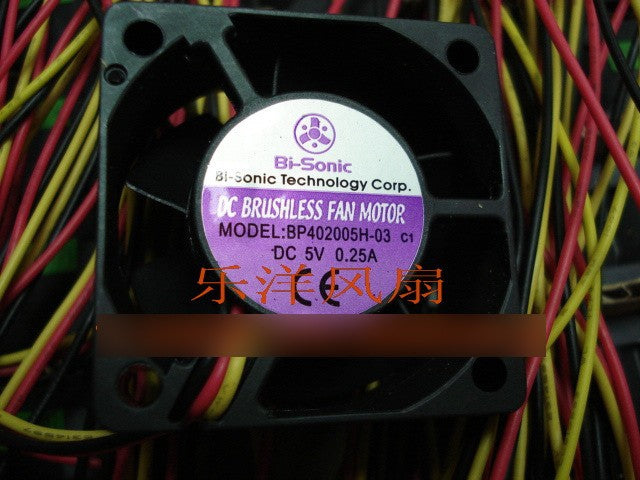 Bi-Sonic
Bi-Sonic Technology Corp.
DC BRUSHLESS FAN MOTOR
MODEL:BP402005H-03 C1
DC 5V 0.25A
乐洋风扇
CE